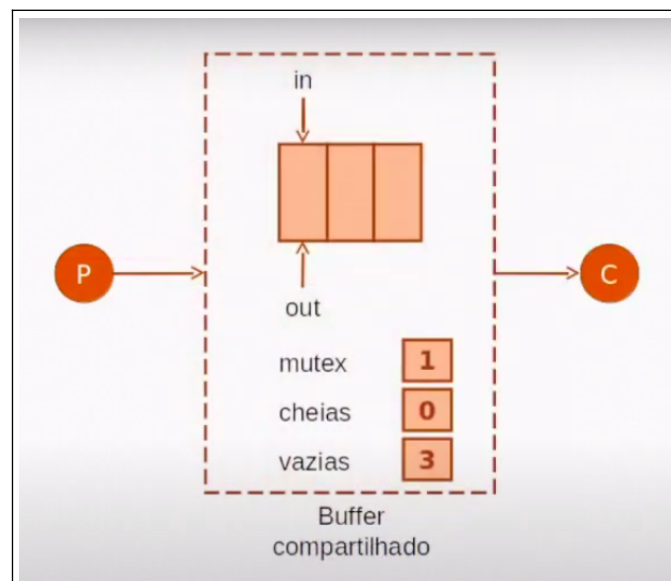 in
P
C
out
mutex 1
cheias 0
vazias 3
Buffer
compartilhado